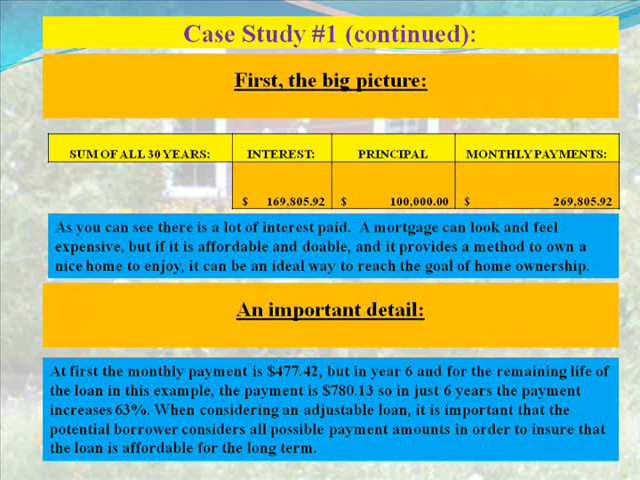 Case Study #1 (continued):
First, the big picture:
SUM OF ALL 30 YEARS: INTEREST: PRINCIPAL MONTHLY PAYMENTS:
$ 169,805.92 $ 100,000.00 $ 269,805.92
As you can see there is a lot of interest paid. A mortgage can look and feel
expensive, but if it is affordable and doable, and it provides a method to own a
nice home to enjoy, it can be an ideal way to reach the goal of home ownership.
An important detail:
At first the monthly payment is $477.42, but in year 6 and for the remaining life of
the loan in this example, the payment is $780.13 so in just 6 years the payment
increases 63%. When considering an adjustable loan, it is important that the
potential borrower considers all possible payment amounts in order to insure that
the loan is affordable for the long term.